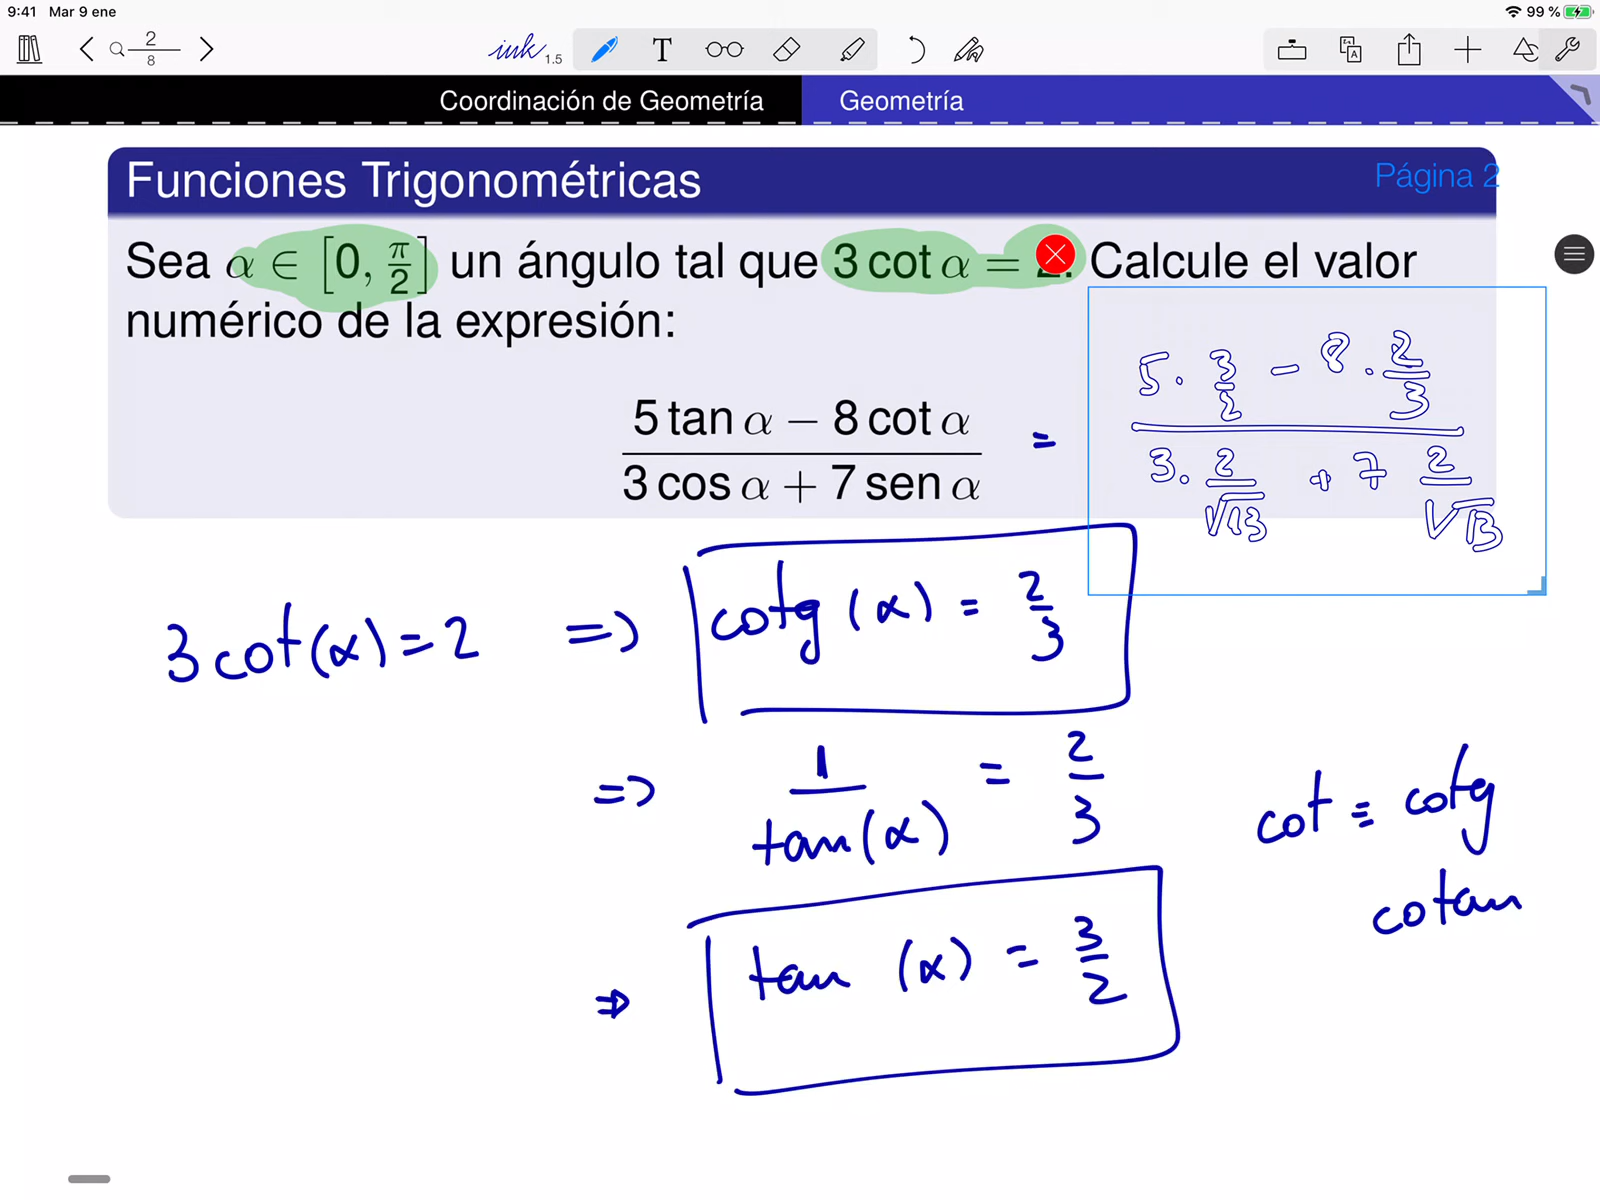 9:41 Mar 9 ene 99 %
2
8
ink 1.5 T
Coordinación de Geometría Geometría
Funciones Trigonométricas Página 2
Sea α ∈ [0, π/2] un ángulo tal que 3 cot α = 2. Calcule el valor
numérico de la expresión:
5 tan α − 8 cot α
3 cos α + 7 sen α
=
5 · 3/2 − 8 · 2/3
3 · 2/√13 + 7 2/√13
3 cot(α) = 2 => cotg (α) = 2/3
=> 1/tan(α) = 2/3
cot ≡ cotg
cotan
⇒ tan (α) = 3/2